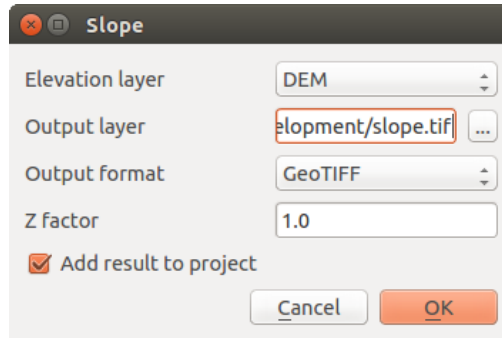 Slope
Elevation layer DEM
Output layer elopment/slope.tif ...
Output format GeoTIFF
Z factor 1.0
Add result to project
Cancel OK